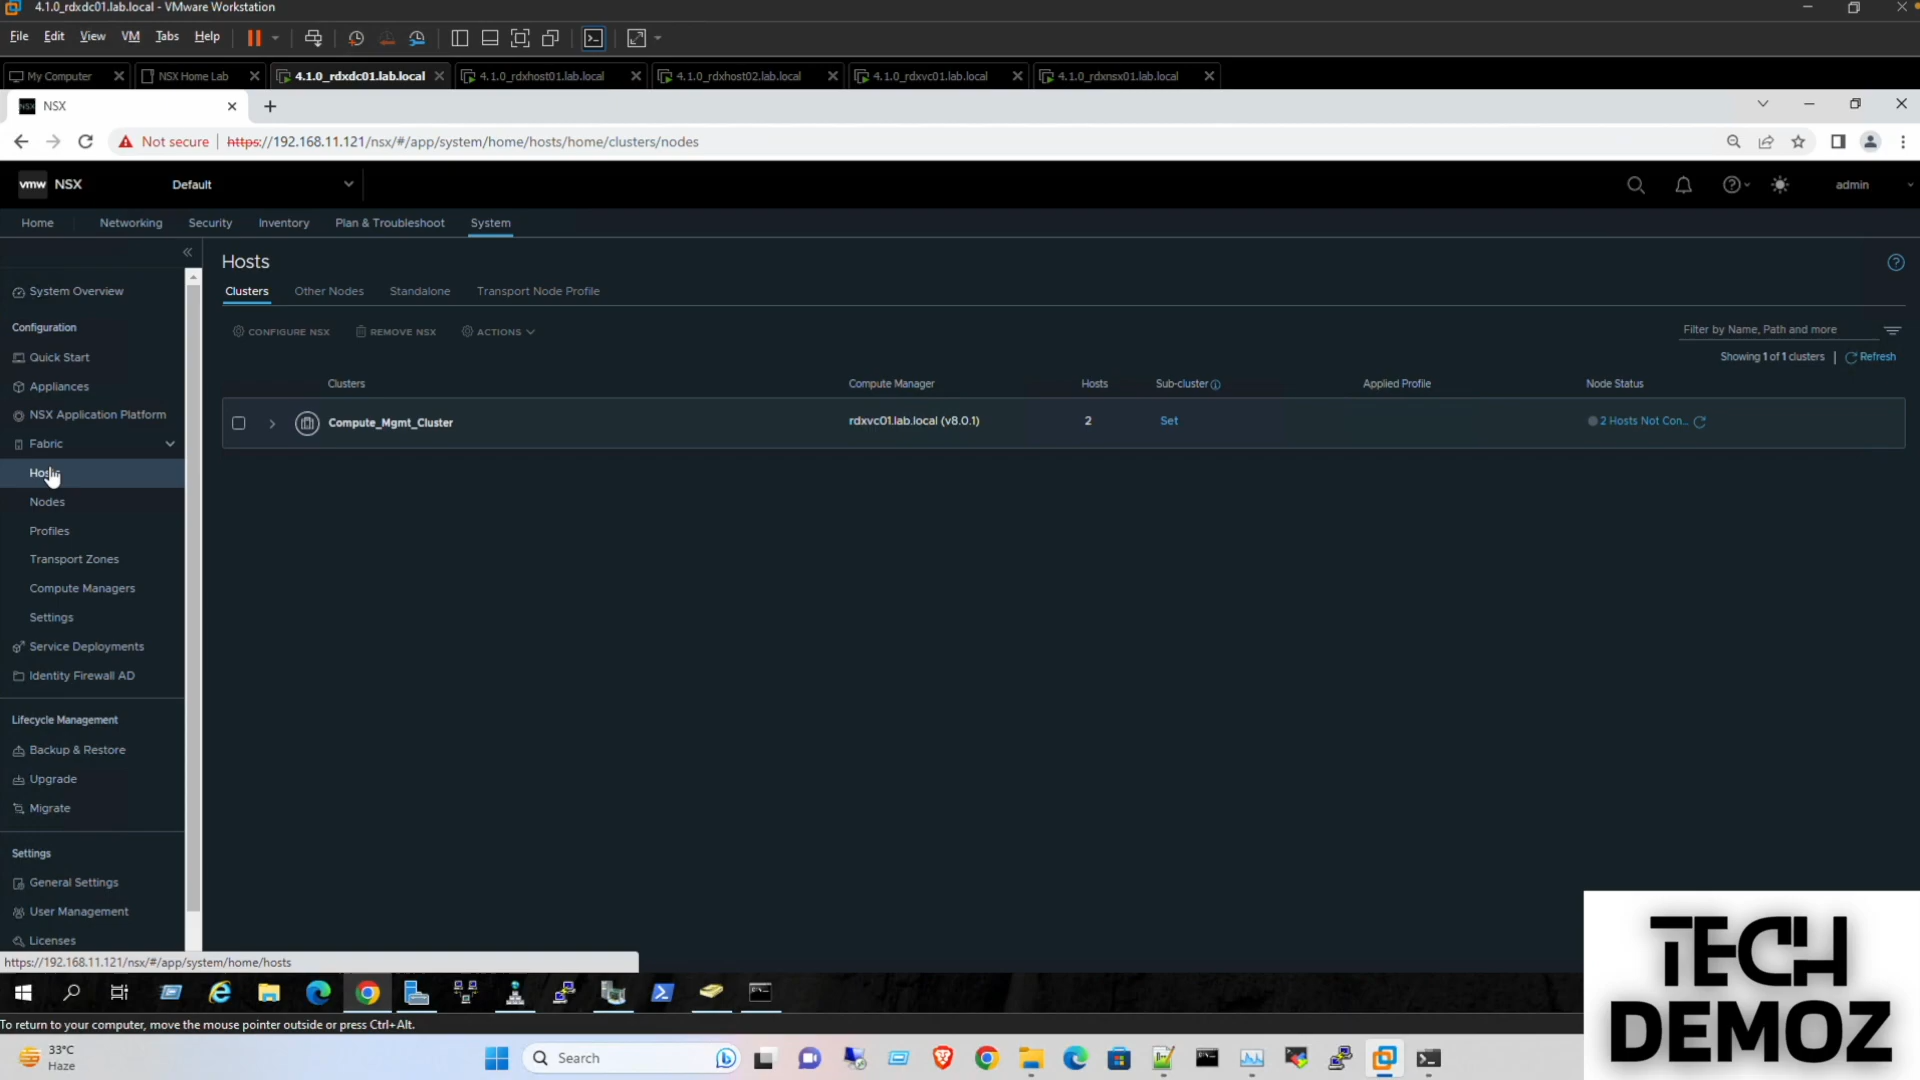 4.1.0_rdxdc01.lab.local - VMware Workstation
File Edit View VM Tabs Help
My Computer NSX Home Lab 4.1.0_rdxdc01.lab.local 4.1.0_rdxhost01.lab.local 4.1.0_rdxhost02.lab.local 4.1.0_rdxvc01.lab.local 4.1.0_rdxnsx01.lab.local
NSX
Not secure https://192.168.11.121/nsx/#/app/system/home/hosts/home/clusters/nodes
vmw NSX Default admin
Home Networking Security Inventory Plan & Troubleshoot System
Hosts
Clusters Other Nodes Standalone Transport Node Profile
CONFIGURE NSX REMOVE NSX ACTIONS Filter by Name, Path and more
Showing 1 of 1 clusters | Refresh
Clusters Compute Manager Hosts Sub-cluster Applied Profile Node Status
Compute_Mgmt_Cluster rdxvc01.lab.local (v8.0.1) 2 Set 2 Hosts Not Con...
System Overview
Configuration
Quick Start
Appliances
NSX Application Platform
Fabric
Hosts
Nodes
Profiles
Transport Zones
Compute Managers
Settings
Service Deployments
Identity Firewall AD
Lifecycle Management
Backup & Restore
Upgrade
Migrate
Settings
General Settings
User Management
Licenses
https://192.168.11.121/nsx/#/app/system/home/hosts
To return to your computer, move the mouse pointer outside or press Ctrl+Alt.
33°C
Haze
Search
TECH
DEMOZ